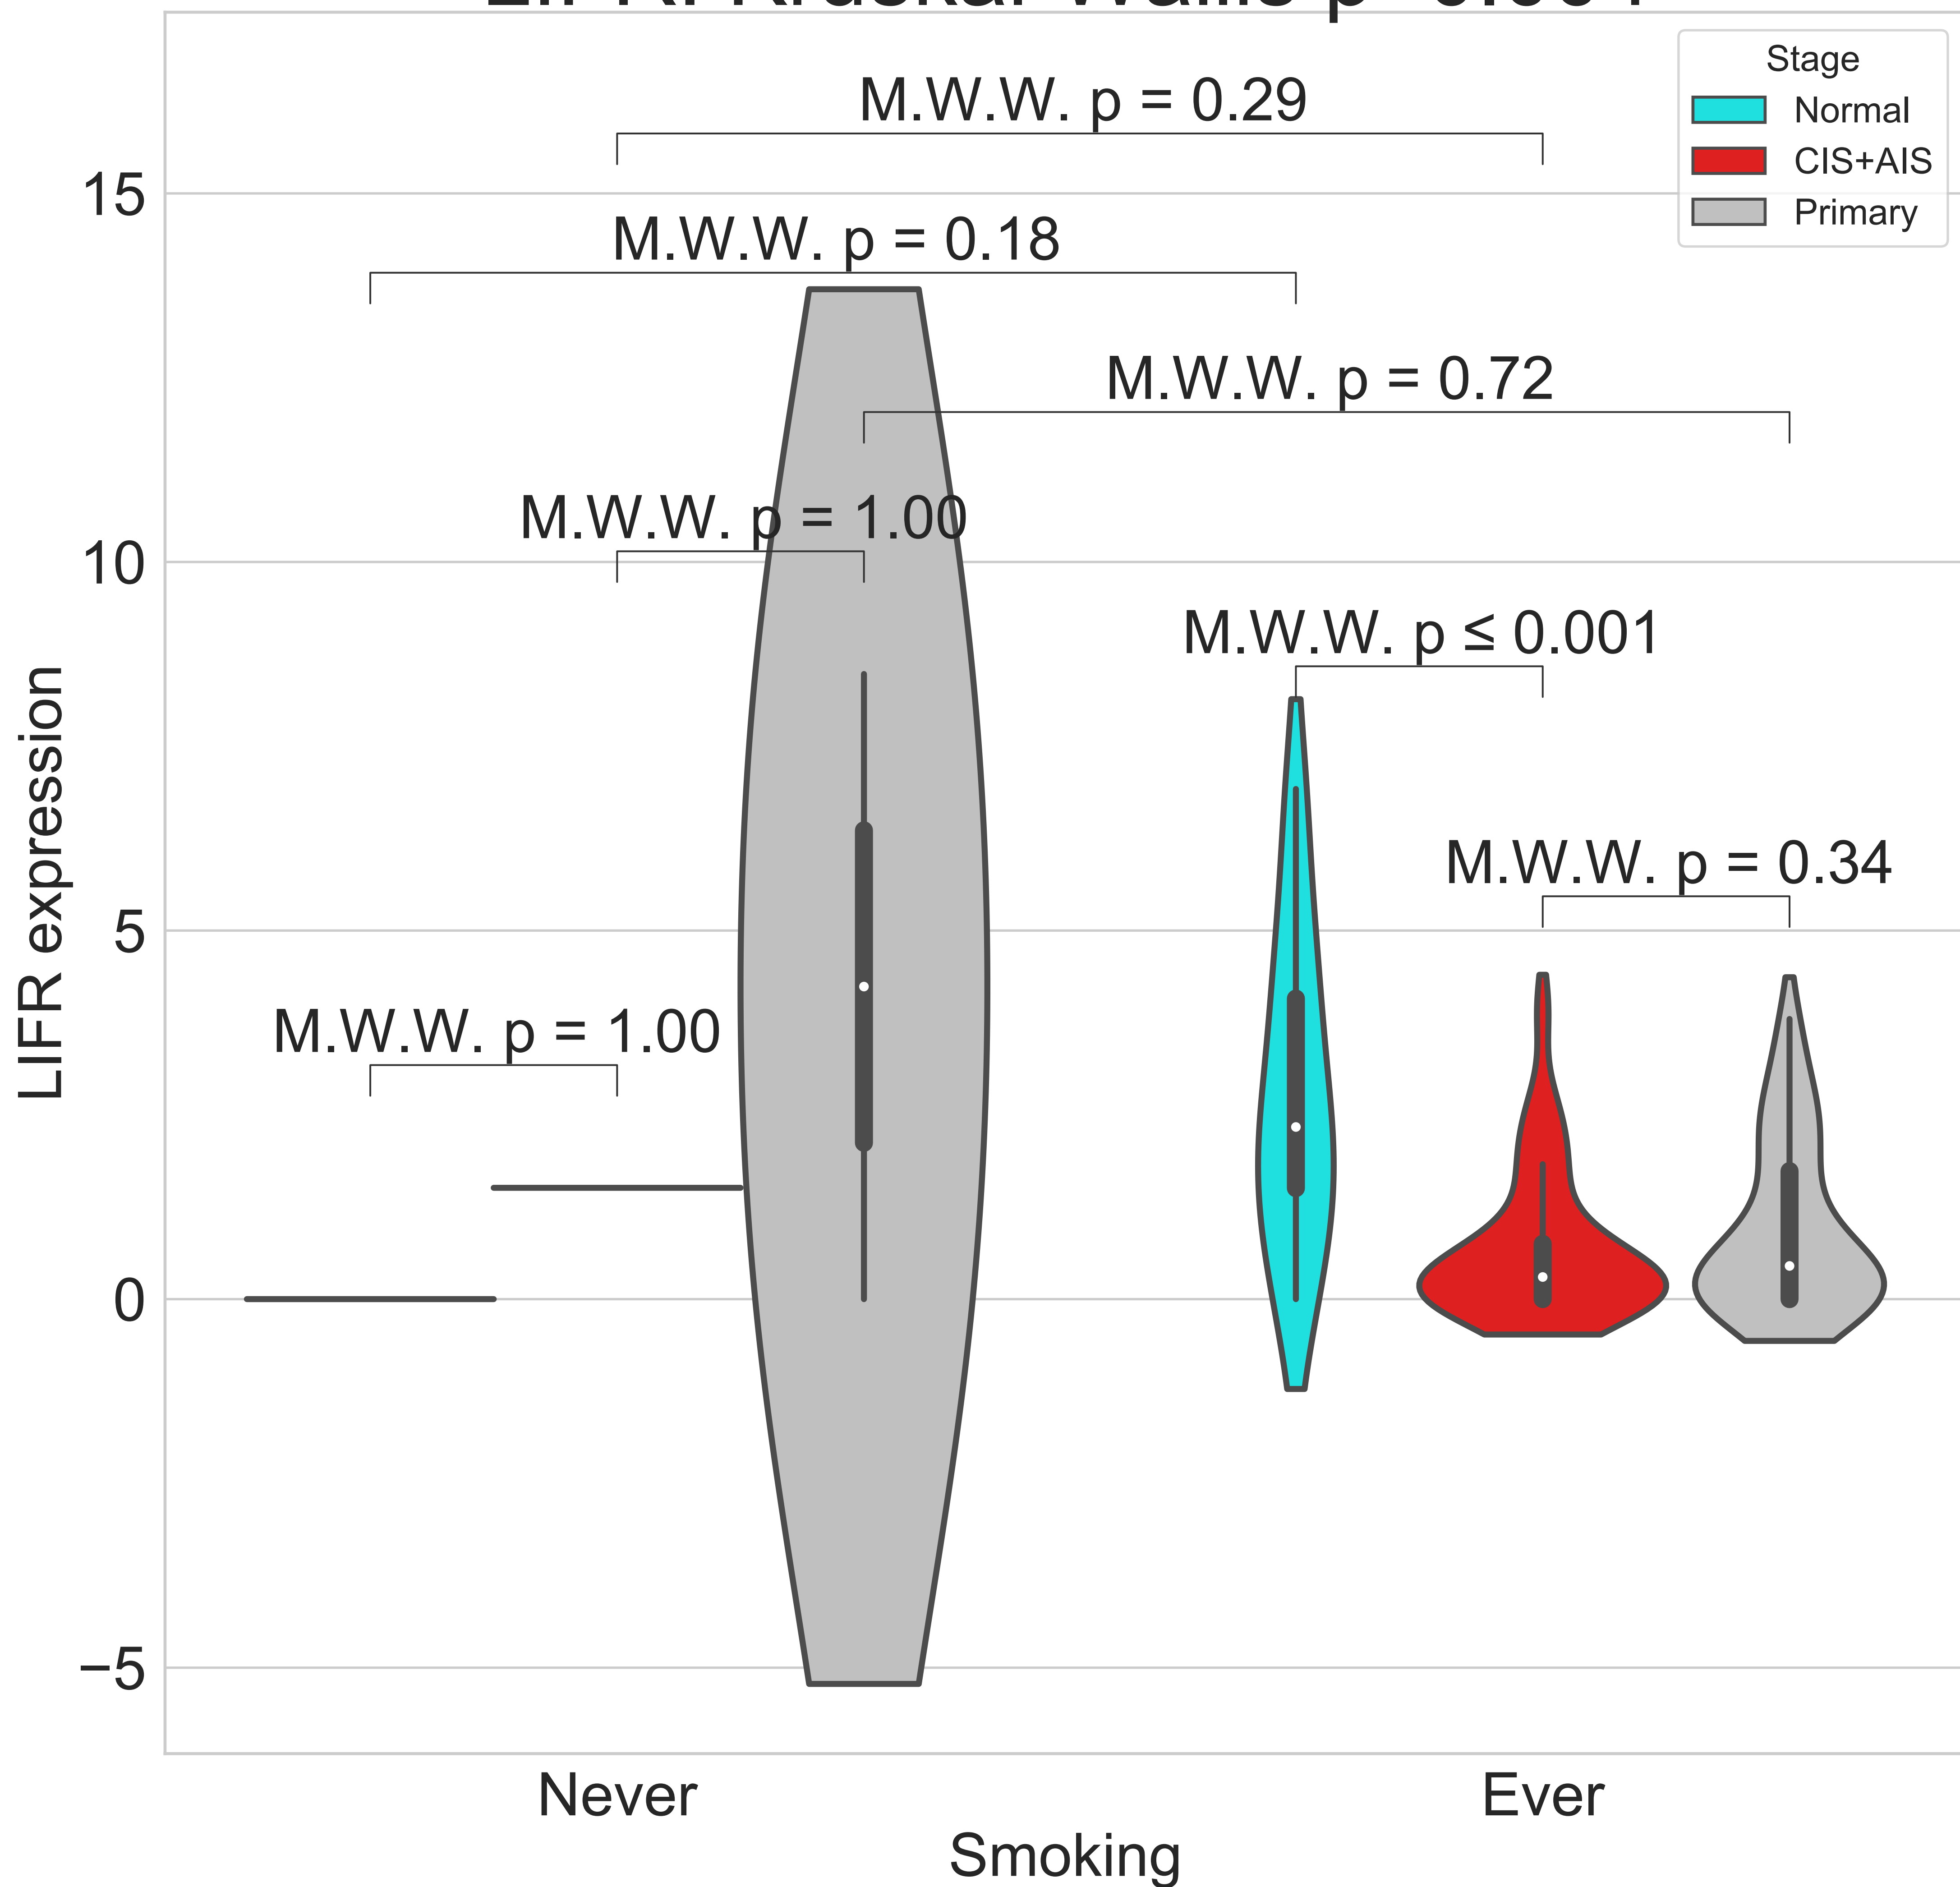 Stage
Normal
CIS+AIS
Primary
M.W.W. p = 0.29
M.W.W. p = 0.18
M.W.W. p = 0.72
M.W.W. p = 1.00
M.W.W. p ≤ 0.001
M.W.W. p = 0.34
M.W.W. p = 1.00
15
10
5
0
−5
LIFR expression
Never
Ever
Smoking